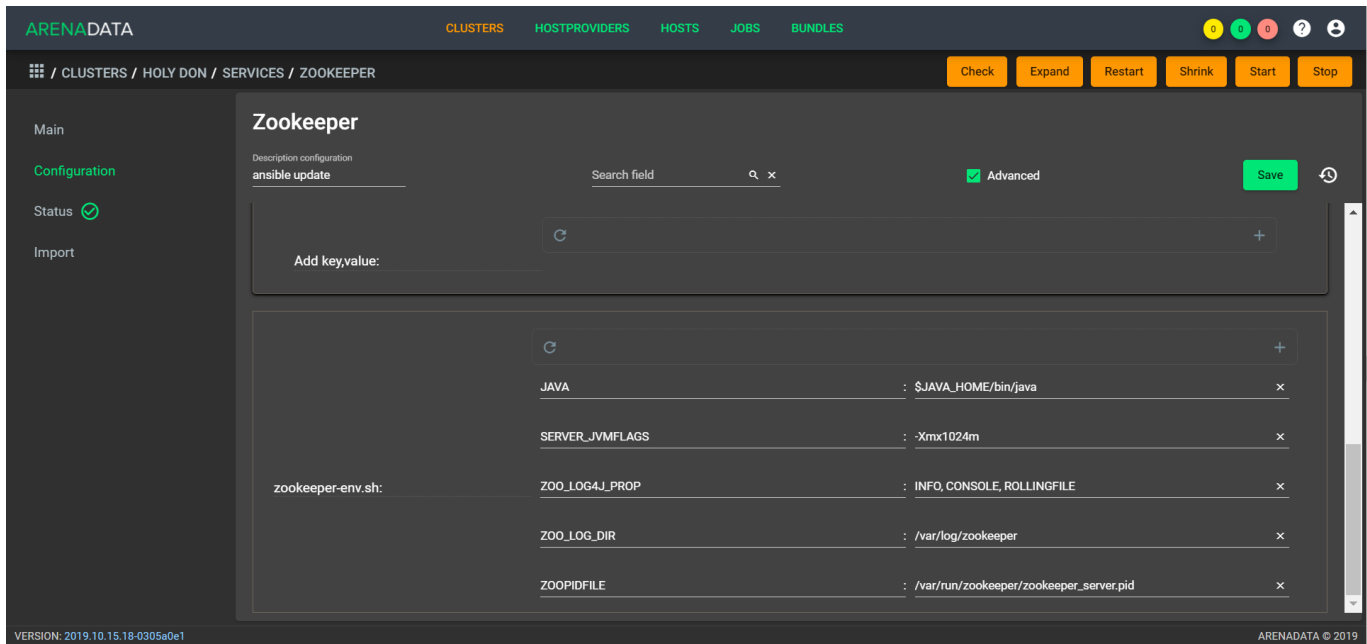 ARENADATA
CLUSTERS HOSTPROVIDERS HOSTS JOBS BUNDLES
0 0 0 ?
/ CLUSTERS / HOLY DON / SERVICES / ZOOKEEPER
Check Expand Restart Shrink Start Stop
Main
Configuration
Status
Import
Zookeeper
Description configuration
ansible update
Search field
Advanced
Save
Add key,value:
zookeeper-env.sh:
JAVA : $JAVA_HOME/bin/java
SERVER_JVMFLAGS : -Xmx1024m
ZOO_LOG4J_PROP : INFO, CONSOLE, ROLLINGFILE
ZOO_LOG_DIR : /var/log/zookeeper
ZOOPIDFILE : /var/run/zookeeper/zookeeper_server.pid
VERSION: 2019.10.15.18-0305a0e1
ARENADATA © 2019